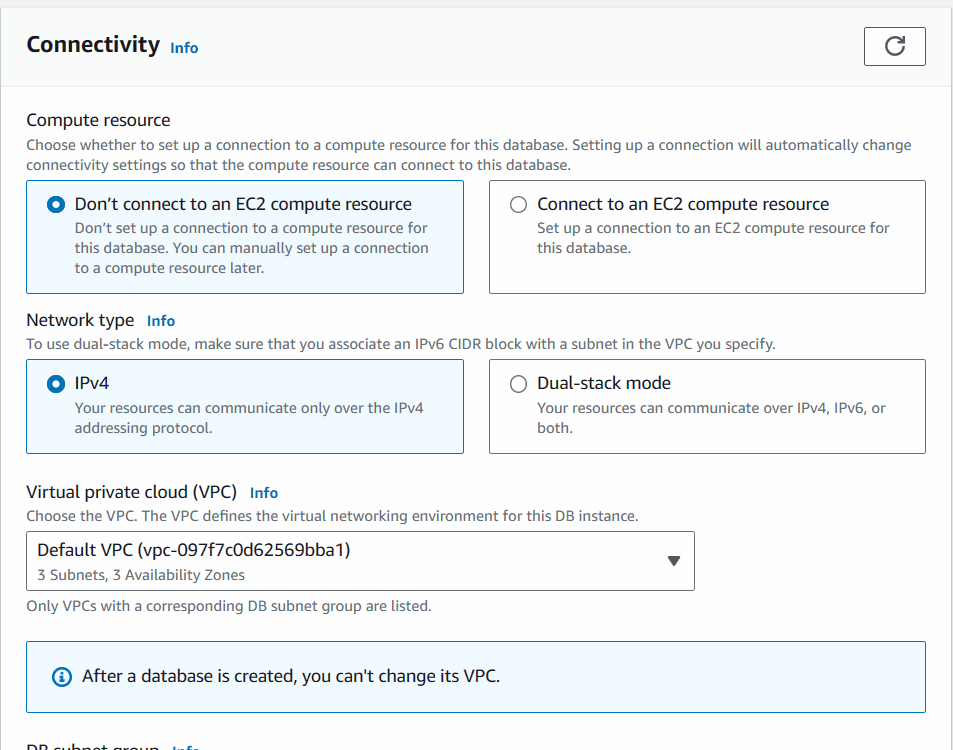 Connectivity Info
Compute resource
Choose whether to set up a connection to a compute resource for this database. Setting up a connection will automatically change
connectivity settings so that the compute resource can connect to this database.
Don’t connect to an EC2 compute resource
Don’t set up a connection to a compute resource for
this database. You can manually set up a connection
to a compute resource later.
Connect to an EC2 compute resource
Set up a connection to an EC2 compute resource for
this database.
Network type Info
To use dual-stack mode, make sure that you associate an IPv6 CIDR block with a subnet in the VPC you specify.
IPv4
Your resources can communicate only over the IPv4
addressing protocol.
Dual-stack mode
Your resources can communicate over IPv4, IPv6, or
both.
Virtual private cloud (VPC) Info
Choose the VPC. The VPC defines the virtual networking environment for this DB instance.
Default VPC (vpc-097f7c0d62569bba1)
3 Subnets, 3 Availability Zones
Only VPCs with a corresponding DB subnet group are listed.
After a database is created, you can't change its VPC.
DB subnet group Info